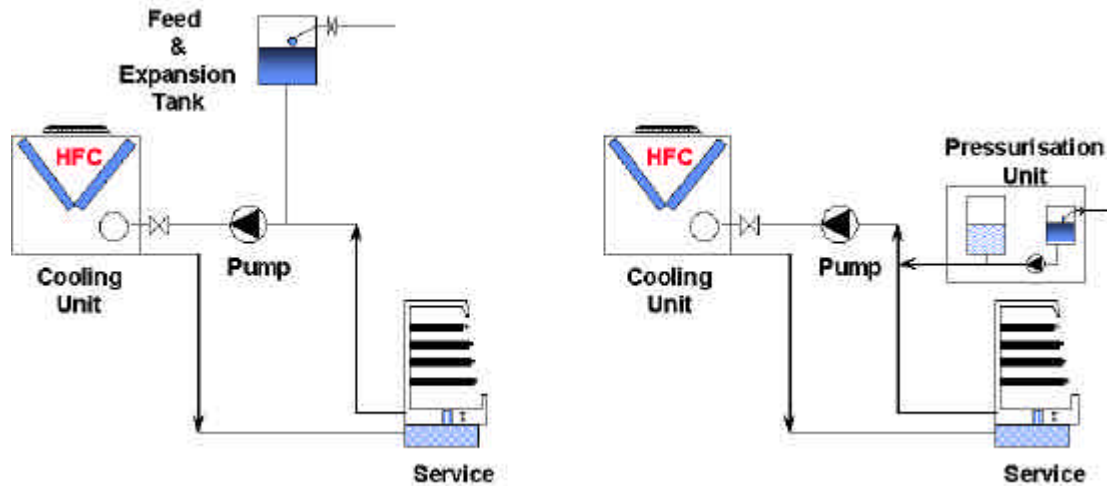 Feed
&
Expansion
Tank
HFC
Pump
Cooling
Unit
Service
HFC
Pressurisation
Unit
Pump
Cooling
Unit
Service